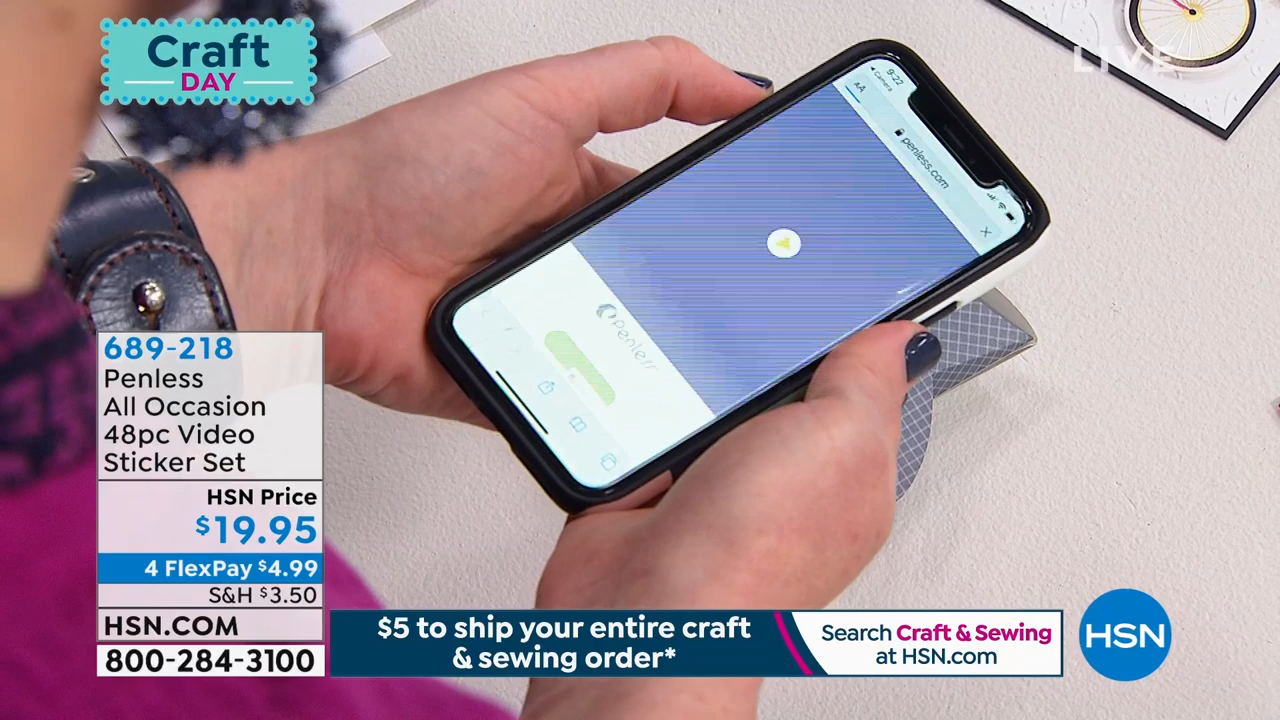 Craft
DAY
LIVE
9:22
Camera
AA
penless.com
Penless
689-218
Penless
All Occasion
48pc Video
Sticker Set
HSN Price
$19.95
4 FlexPay $4.99
S&H $3.50
HSN.COM
800-284-3100
$5 to ship your entire craft
& sewing order*
Search Craft & Sewing
at HSN.com
HSN